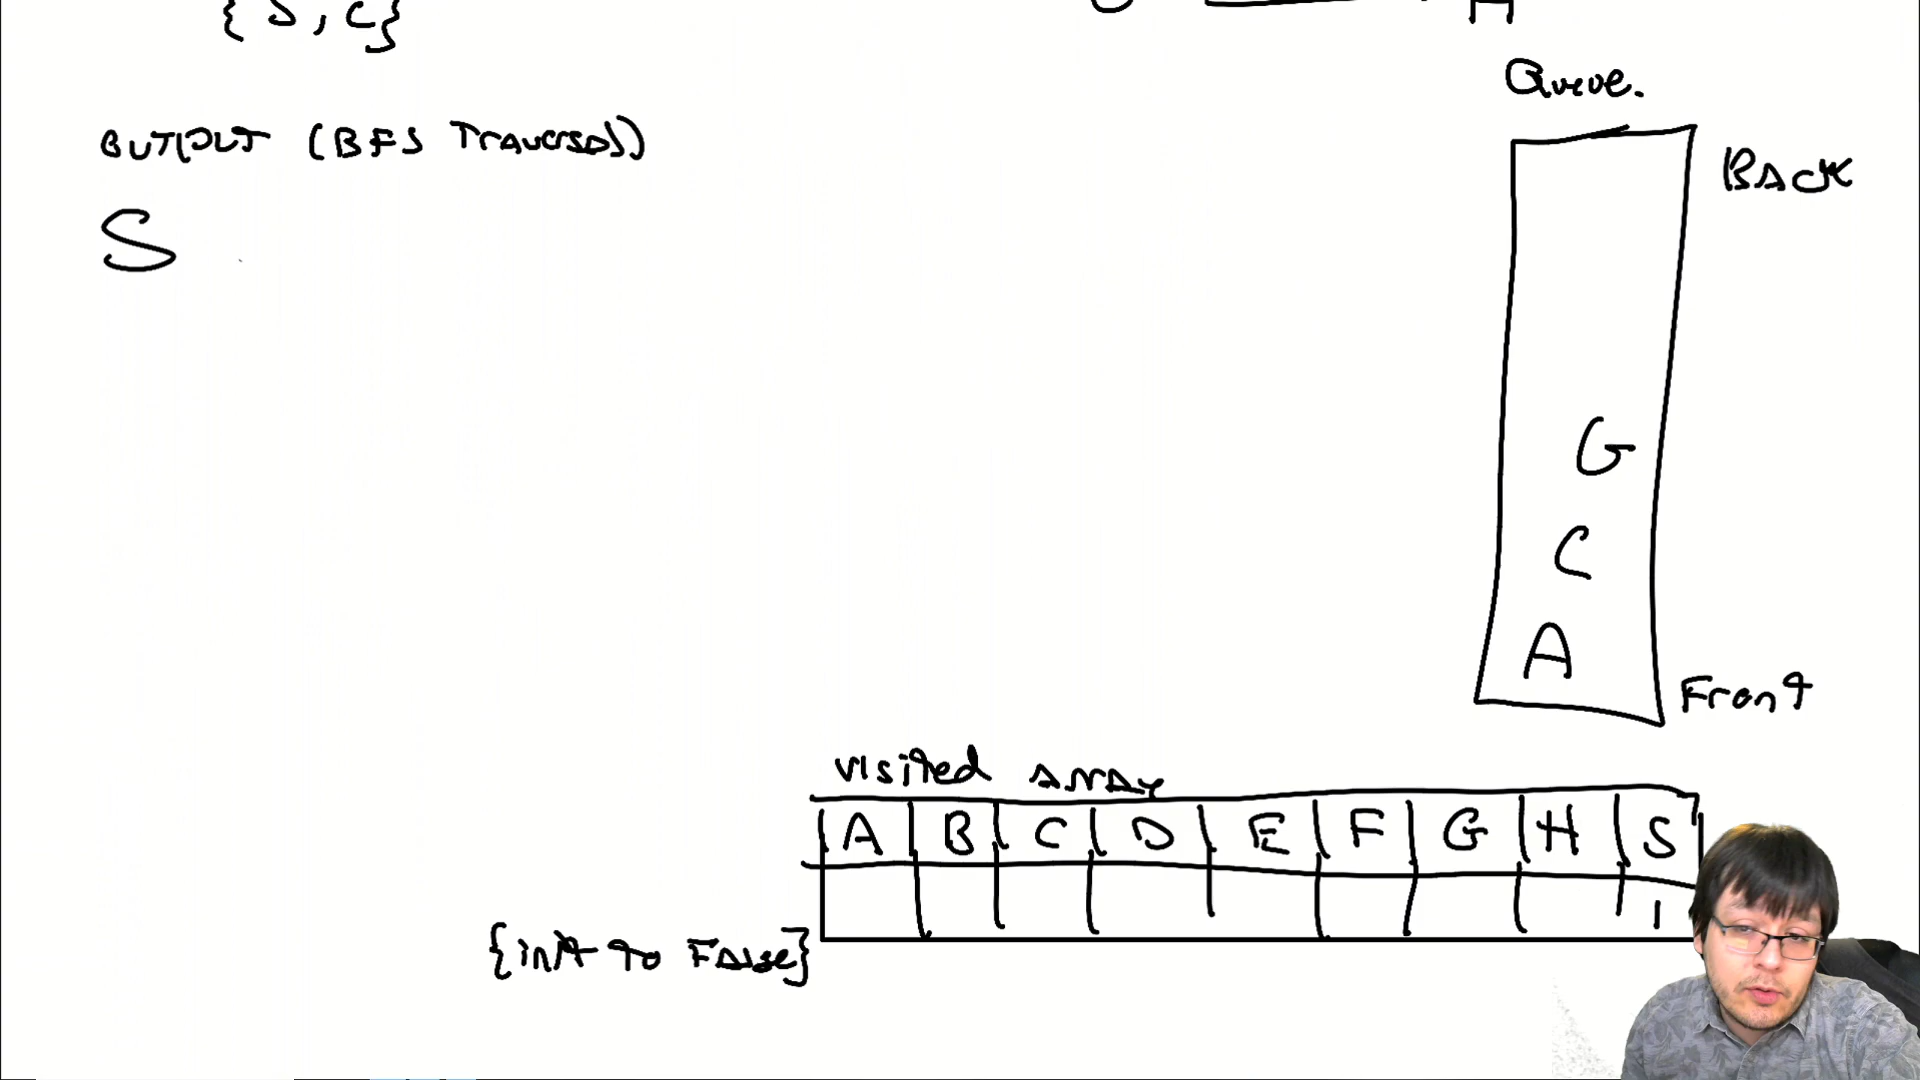 {S, C}
H
Queue.
OUTPUT (BFS Traversal)
Back
S
G
C
A
Front
visited array
A B C D E F G H S
1
{init to False}